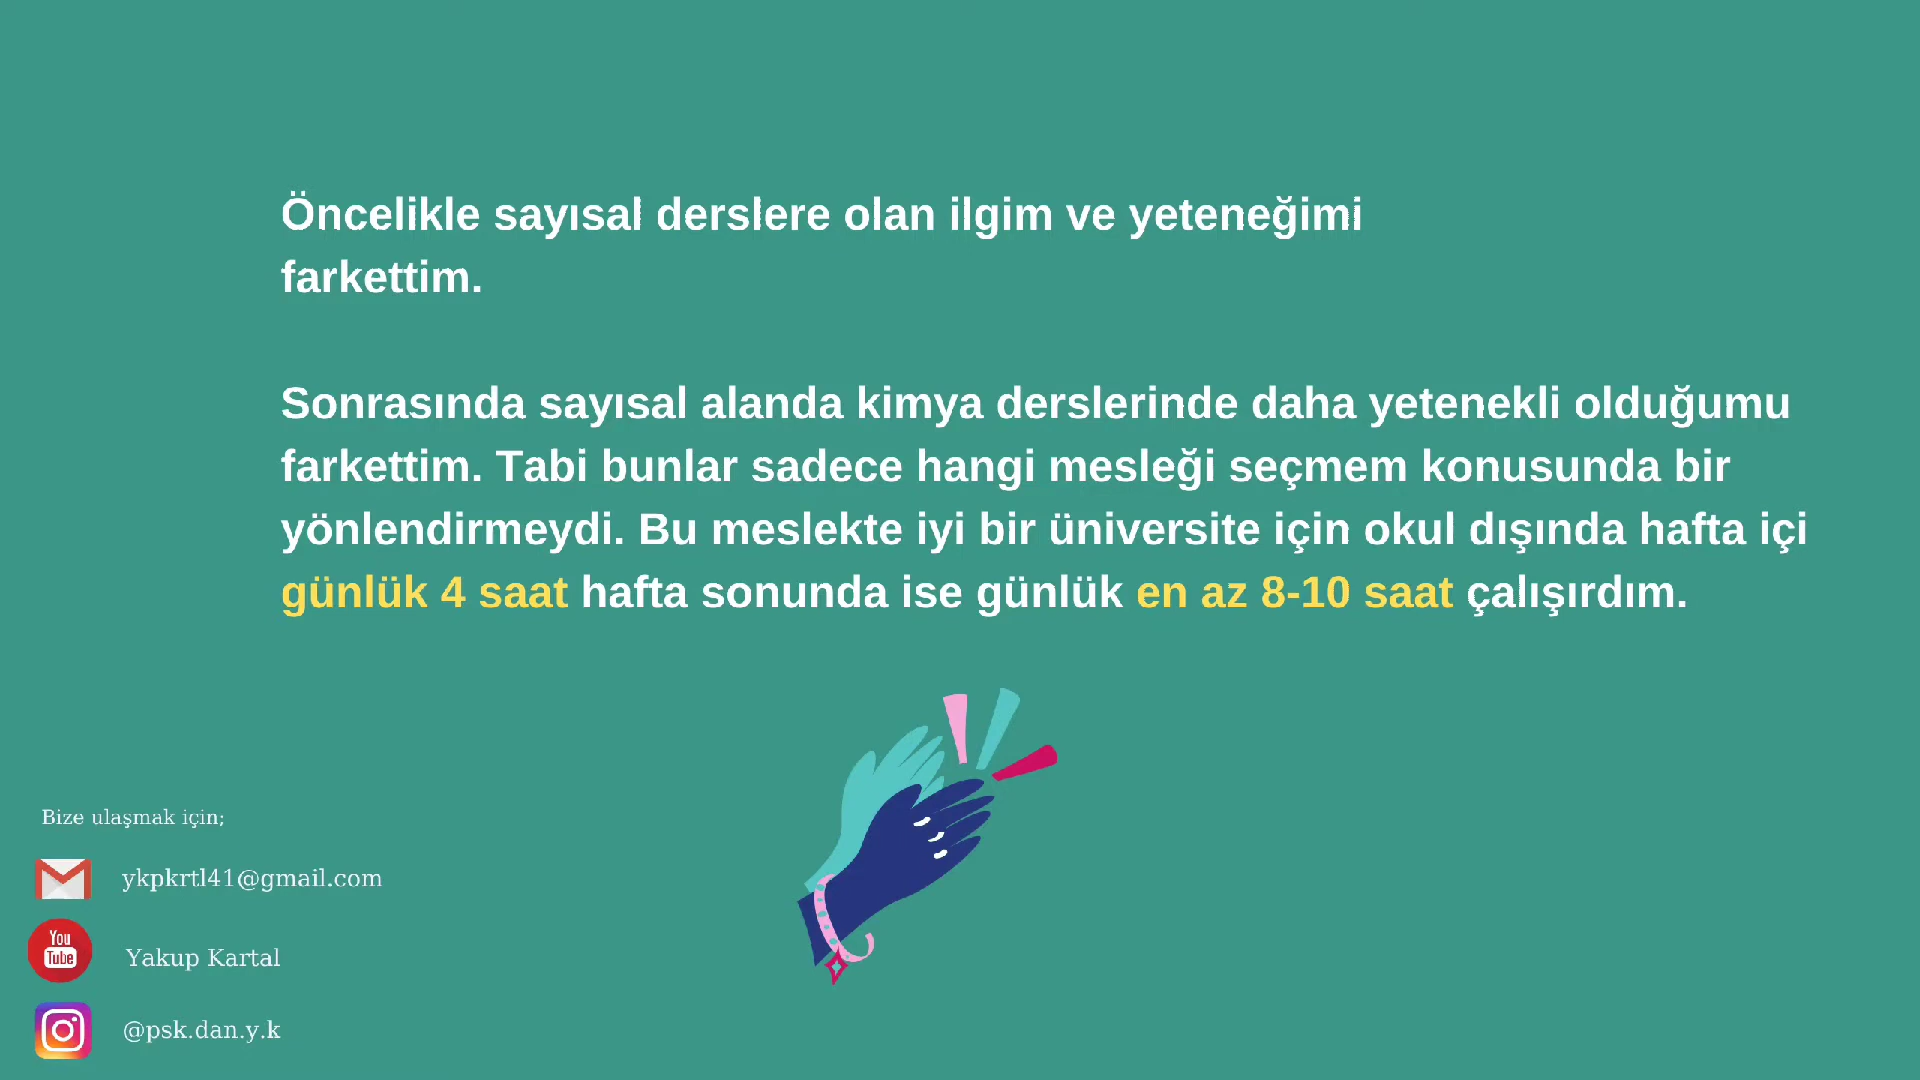 Öncelikle sayısal derslere olan ilgim ve yeteneğimi
farkettim.
Sonrasında sayısal alanda kimya derslerinde daha yetenekli olduğumu
farkettim. Tabi bunlar sadece hangi mesleği seçmem konusunda bir
yönlendirmeydi. Bu meslekte iyi bir üniversite için okul dışında hafta içi
günlük 4 saat hafta sonunda ise günlük en az 8-10 saat çalışırdım.
Bize ulaşmak için;
ykpkrtl41@gmail.com
You
Tube
Yakup Kartal
@psk.dan.y.k